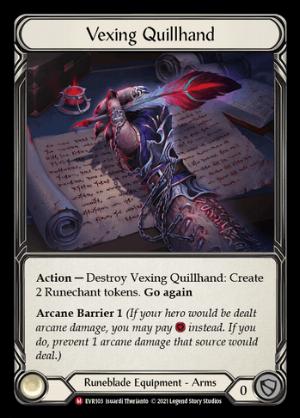 Vexing Quillhand
Action — Destroy Vexing Quillhand: Create
2 Runechant tokens. Go again
Arcane Barrier 1 (If your hero would be dealt
arcane damage, you may pay instead. If you
do, prevent 1 arcane damage that source would
deal.)
Runeblade Equipment - Arms
0
M EVR103 Isuardi Therianto © 2021 Legend Story Studios